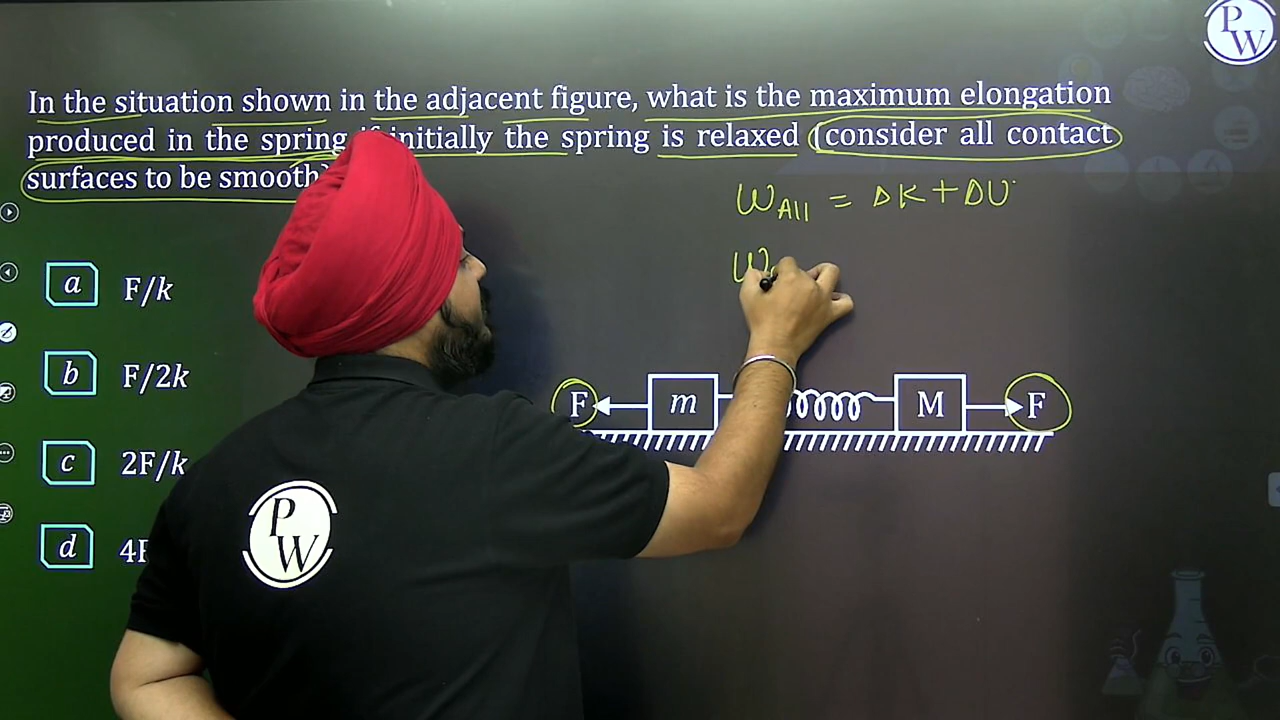 PW
In the situation shown in the adjacent figure, what is the maximum elongation
produced in the spring initially the spring is relaxed (consider all contact
surfaces to be smooth
W_All = ΔK + ΔU
W
a F/k
b F/2k
c 2F/k
d 4F
F m M F
PW